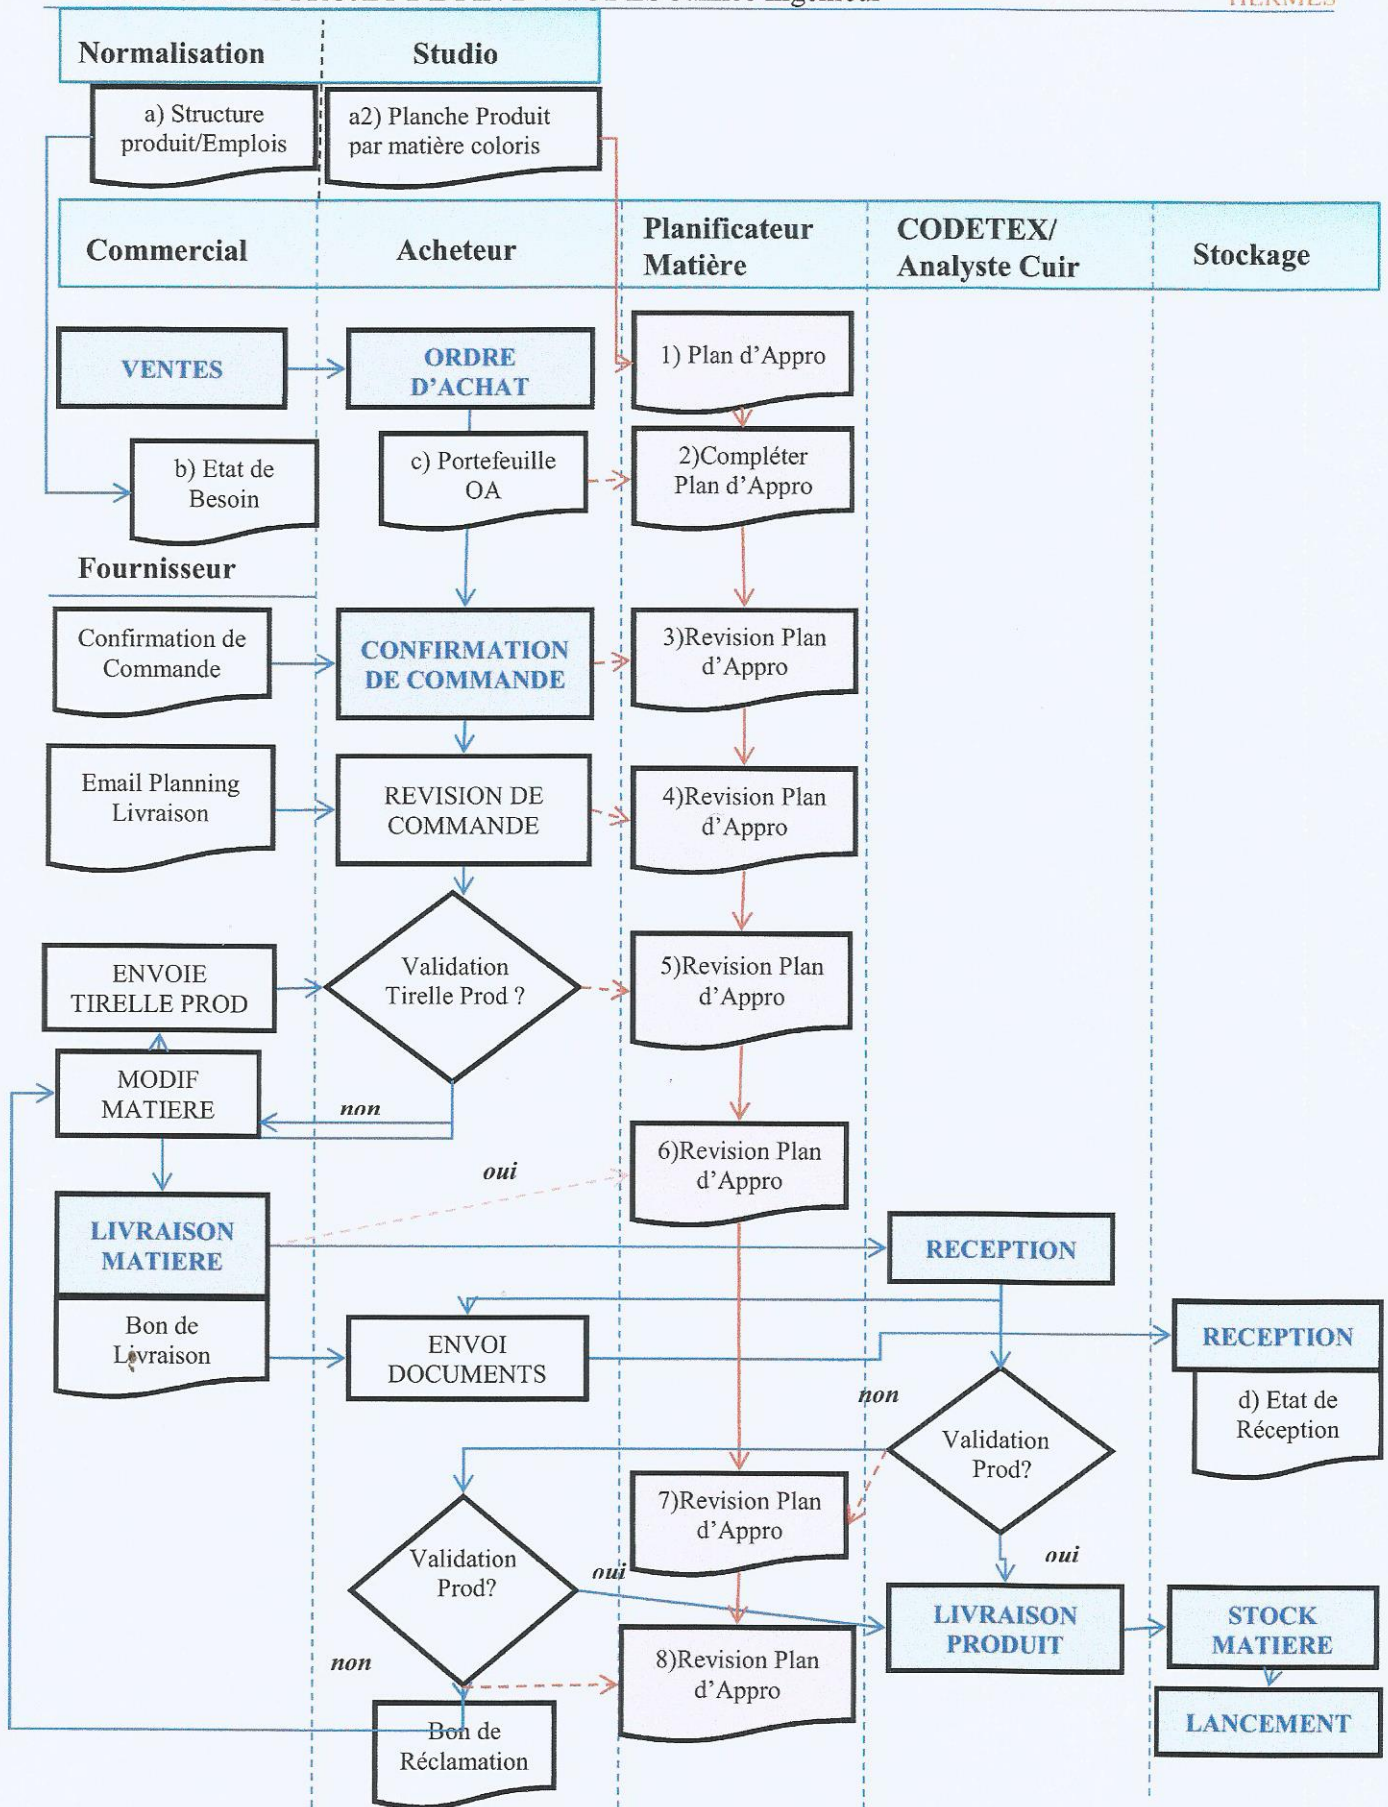 Normalisation
Studio
a) Structure
produit/Emplois
a2) Planche Produit
par matière coloris
Commercial
Acheteur
Planificateur
Matière
CODETEX/
Analyste Cuir
Stockage
VENTES
ORDRE
D'ACHAT
1) Plan d'Appro
b) Etat de
Besoin
c) Portefeuille
OA
2)Compléter
Plan d'Appro
Fournisseur
Confirmation de
Commande
CONFIRMATION
DE COMMANDE
3)Revision Plan
d'Appro
Email Planning
Livraison
REVISION DE
COMMANDE
4)Revision Plan
d'Appro
ENVOIE
TIRELLE PROD
Validation
Tirelle Prod ?
5)Revision Plan
d'Appro
MODIF
MATIERE
non
oui
6)Revision Plan
d'Appro
LIVRAISON
MATIERE
RECEPTION
Bon de
Livraison
ENVOI
DOCUMENTS
RECEPTION
d) Etat de
Réception
non
Validation
Prod?
7)Revision Plan
d'Appro
Validation
Prod?
oui
oui
LIVRAISON
PRODUIT
STOCK
MATIERE
non
8)Revision Plan
d'Appro
LANCEMENT
Bon de
Réclamation